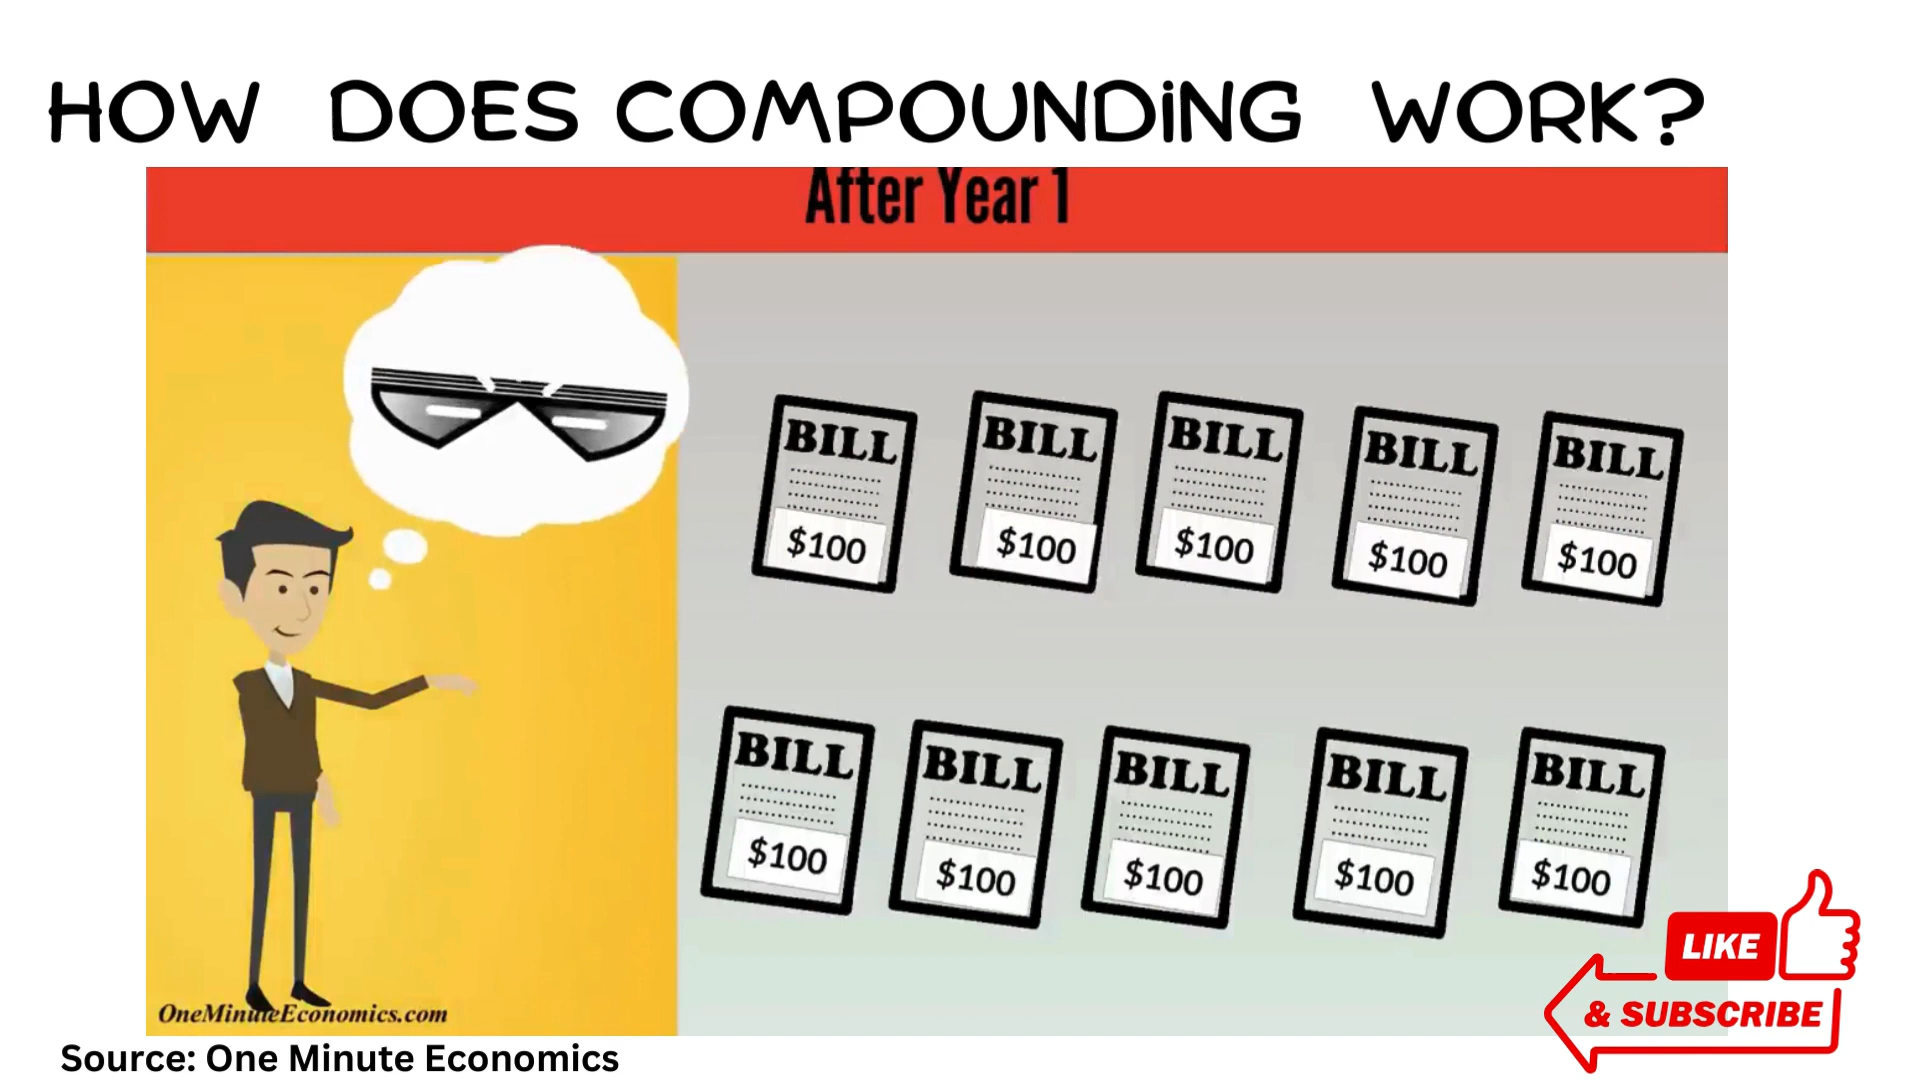 HOW DOES COMPOUNDING WORK?
After Year 1
BILL BILL BILL BILL BILL
$100 $100 $100 $100 $100
BILL BILL BILL BILL BILL
$100 $100 $100 $100 $100
LIKE
& SUBSCRIBE
OneMinuteEconomics.com
Source: One Minute Economics